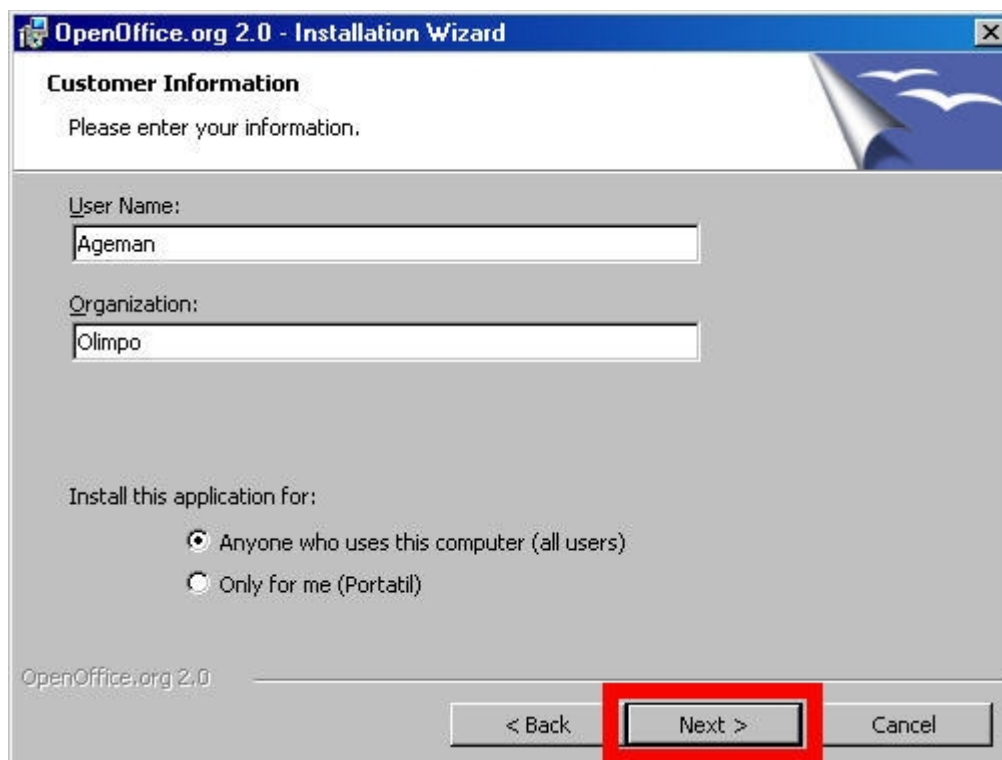 OpenOffice.org 2.0 - Installation Wizard
Customer Information
Please enter your information.
User Name:
Ageman
Organization:
Olimpo
Install this application for:
Anyone who uses this computer (all users)
Only for me (Portatil)
OpenOffice.org 2.0
< Back Next > Cancel